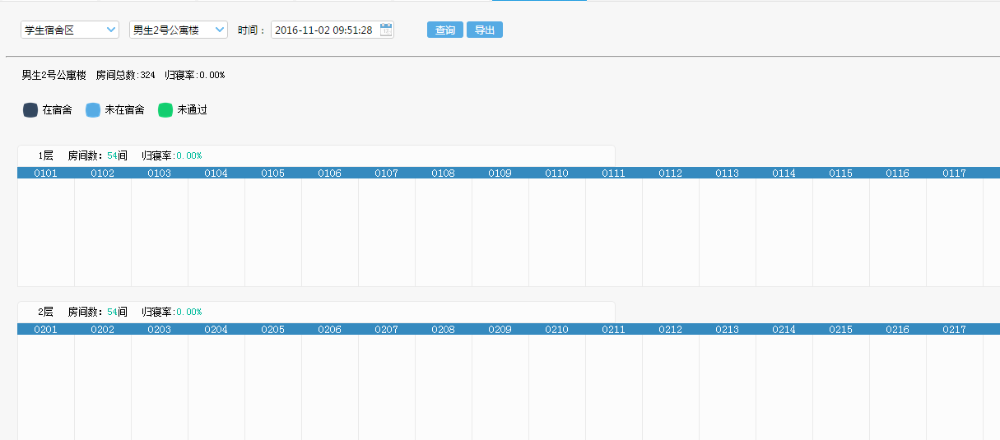 学生宿舍区 男生2号公寓楼 时间： 2016-11-02 09:51:28 查询 导出
男生2号公寓楼 房间总数:324 归寝率:0.00%
在宿舍 未在宿舍 未通过
1层 房间数：54间 归寝率:0.00%
0101 0102 0103 0104 0105 0106 0107 0108 0109 0110 0111 0112 0113 0114 0115 0116 0117
2层 房间数：54间 归寝率:0.00%
0201 0202 0203 0204 0205 0206 0207 0208 0209 0210 0211 0212 0213 0214 0215 0216 0217